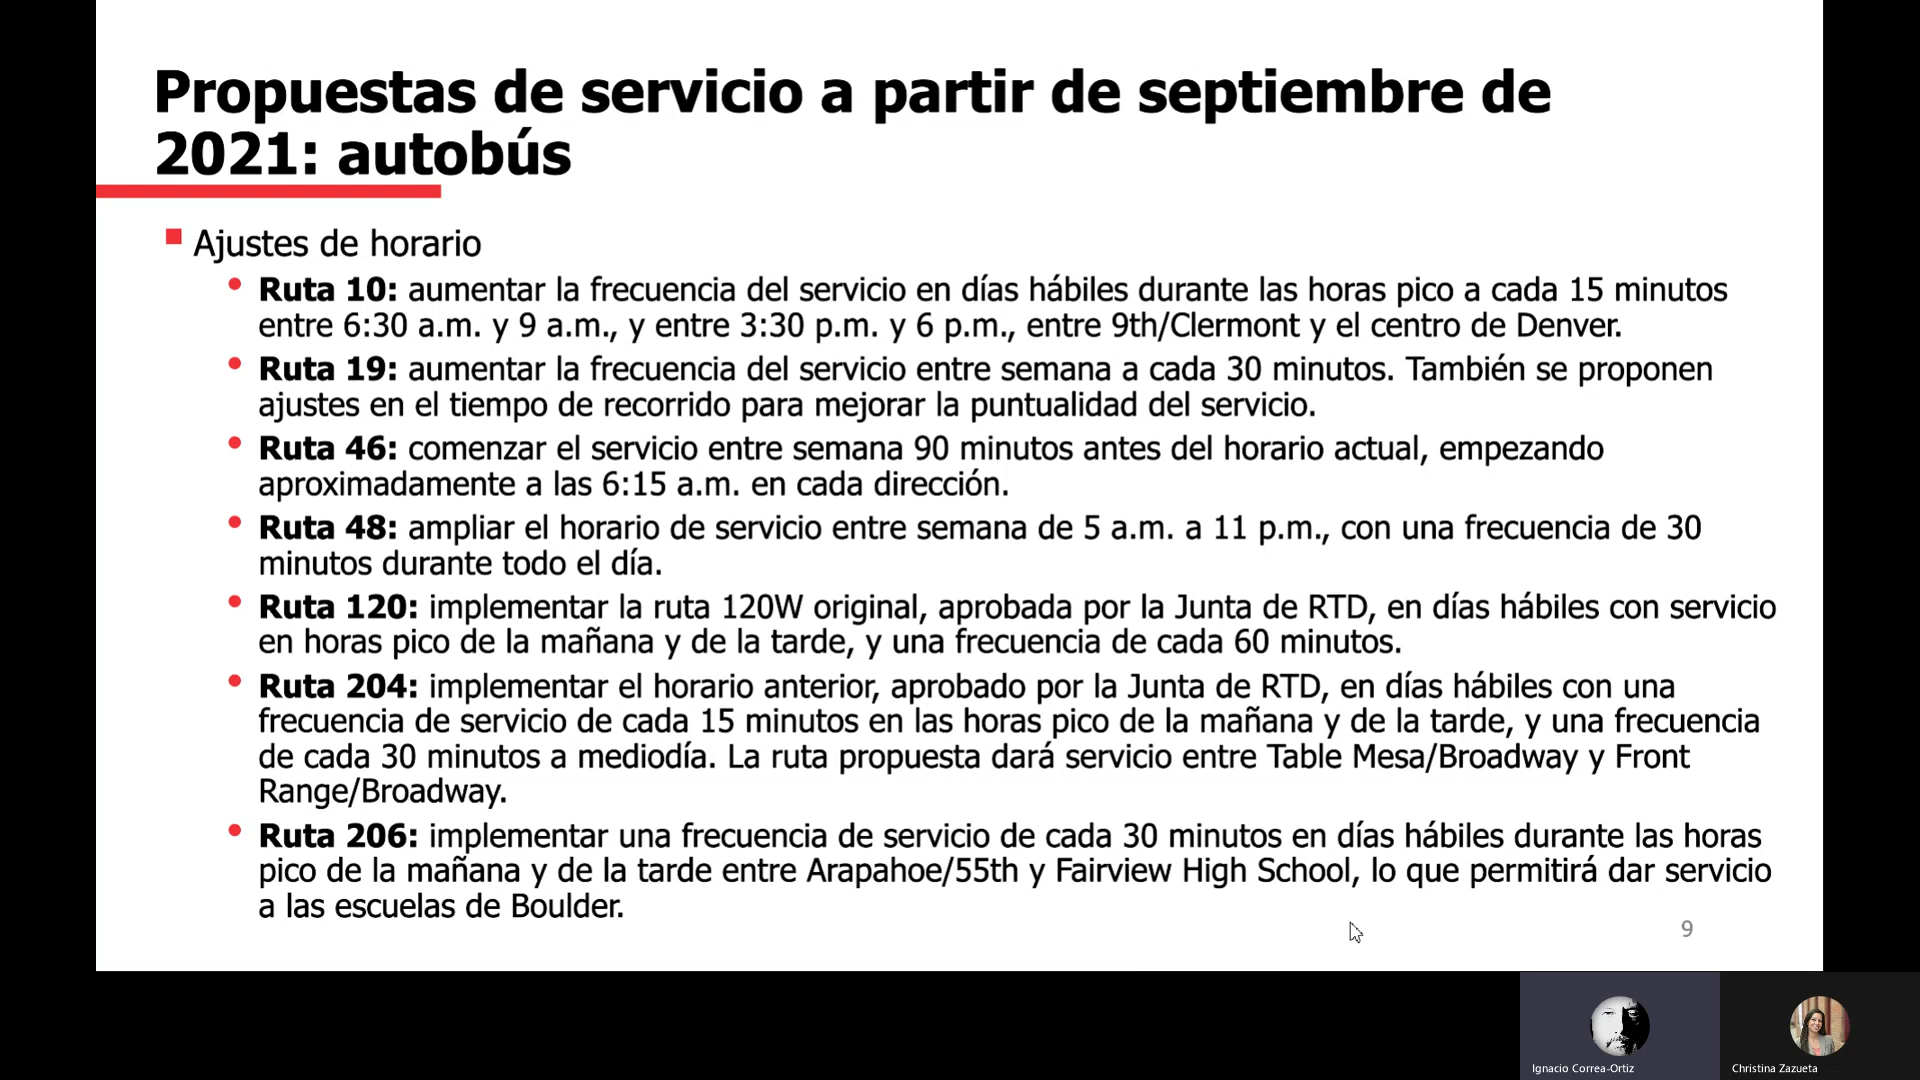 Propuestas de servicio a partir de septiembre de
2021: autobús
Ajustes de horario
Ruta 10: aumentar la frecuencia del servicio en días hábiles durante las horas pico a cada 15 minutos
entre 6:30 a.m. y 9 a.m., y entre 3:30 p.m. y 6 p.m., entre 9th/Clermont y el centro de Denver.
Ruta 19: aumentar la frecuencia del servicio entre semana a cada 30 minutos. También se proponen
ajustes en el tiempo de recorrido para mejorar la puntualidad del servicio.
Ruta 46: comenzar el servicio entre semana 90 minutos antes del horario actual, empezando
aproximadamente a las 6:15 a.m. en cada dirección.
Ruta 48: ampliar el horario de servicio entre semana de 5 a.m. a 11 p.m., con una frecuencia de 30
minutos durante todo el día.
Ruta 120: implementar la ruta 120W original, aprobada por la Junta de RTD, en días hábiles con servicio
en horas pico de la mañana y de la tarde, y una frecuencia de cada 60 minutos.
Ruta 204: implementar el horario anterior, aprobado por la Junta de RTD, en días hábiles con una
frecuencia de servicio de cada 15 minutos en las horas pico de la mañana y de la tarde, y una frecuencia
de cada 30 minutos a mediodía. La ruta propuesta dará servicio entre Table Mesa/Broadway y Front
Range/Broadway.
Ruta 206: implementar una frecuencia de servicio de cada 30 minutos en días hábiles durante las horas
pico de la mañana y de la tarde entre Arapahoe/55th y Fairview High School, lo que permitirá dar servicio
a las escuelas de Boulder.
9
Ignacio Correa-Ortiz
Christina Zazueta